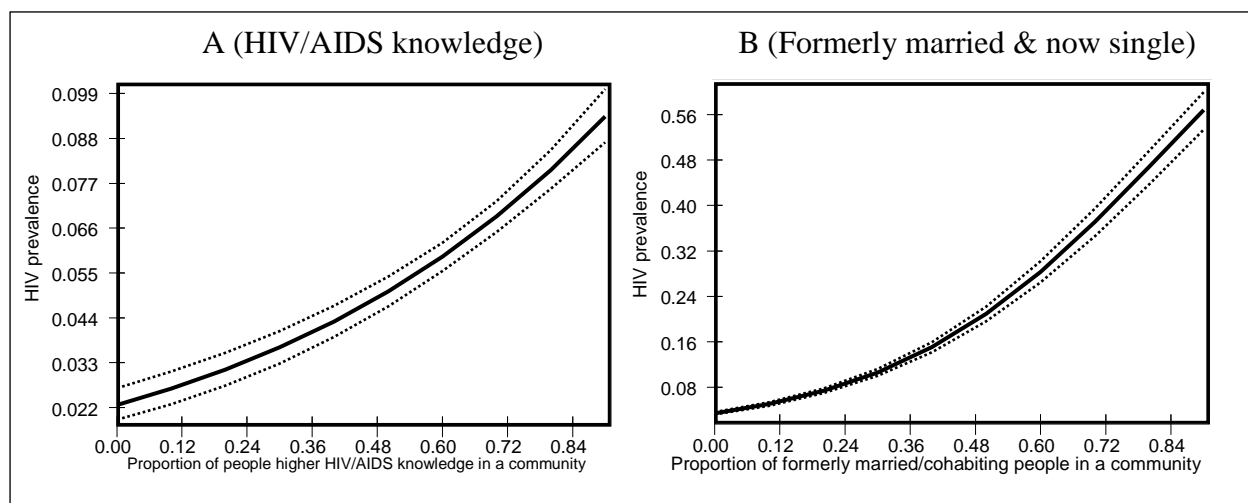 A (HIV/AIDS knowledge)
HIV prevalence
0.099
0.088
0.077
0.066
0.055
0.044
0.033
0.022
0.00 0.12 0.24 0.36 0.48 0.60 0.72 0.84
Proportion of people higher HIV/AIDS knowledge in a community
B (Formerly married & now single)
HIV prevalence
0.56
0.48
0.40
0.32
0.24
0.16
0.08
0.00 0.12 0.24 0.36 0.48 0.60 0.72 0.84
Proportion of formerly married/cohabiting people in a community